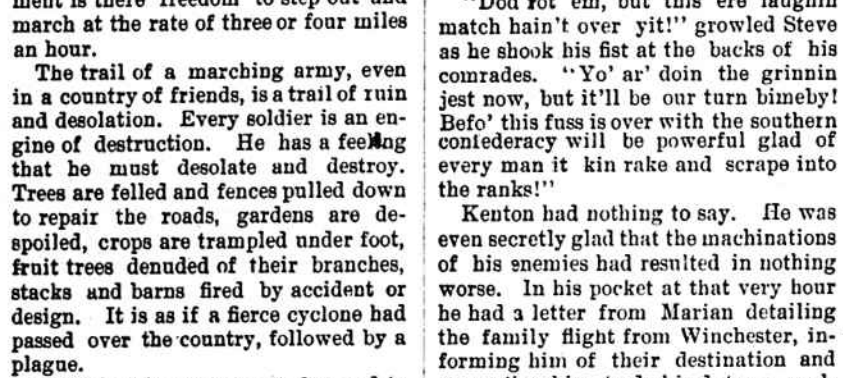 ment is there freedom to step out and
march at the rate of three or four miles
an hour.
The trail of a marching army, even
in a country of friends, is a trail of ruin
and desolation. Every soldier is an en-
gine of destruction. He has a feeling
that he must desolate and destroy.
Trees are felled and fences pulled down
to repair the roads, gardens are de-
spoiled, crops are trampled under foot,
fruit trees denuded of their branches,
stacks and barns fired by accident or
design. It is as if a fierce cyclone had
passed over the country, followed by a
plague.
"Dod rot 'em, but this ere laughin
match hain't over yit!" growled Steve
as he shook his fist at the backs of his
comrades. "Yo' ar' doin the grinnin
jest now, but it'll be our turn bimeby!
Befo' this fuss is over with the southern
confederacy will be powerful glad of
every man it kin rake and scrape into
the ranks!"
Kenton had nothing to say. He was
even secretly glad that the machinations
of his enemies had resulted in nothing
worse. In his pocket at that very hour
he had a letter from Marian detailing
the family flight from Winchester, in-
forming him of their destination and